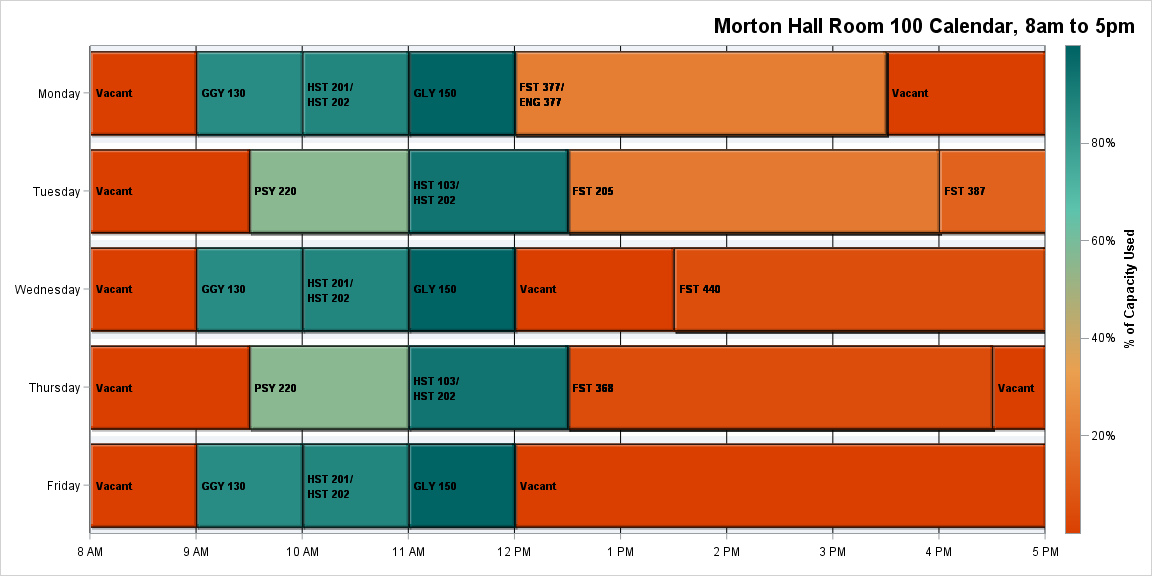 Morton Hall Room 100 Calendar, 8am to 5pm
Monday
Vacant
GGY 130
HST 201/
HST 202
GLY 150
FST 377/
ENG 377
Vacant
Tuesday
Vacant
PSY 220
HST 103/
HST 202
FST 205
FST 387
Wednesday
Vacant
GGY 130
HST 201/
HST 202
GLY 150
Vacant
FST 440
Thursday
Vacant
PSY 220
HST 103/
HST 202
FST 368
Vacant
Friday
Vacant
GGY 130
HST 201/
HST 202
GLY 150
Vacant
8 AM
9 AM
10 AM
11 AM
12 PM
1 PM
2 PM
3 PM
4 PM
5 PM
80%
60%
40%
20%
% of Capacity Used